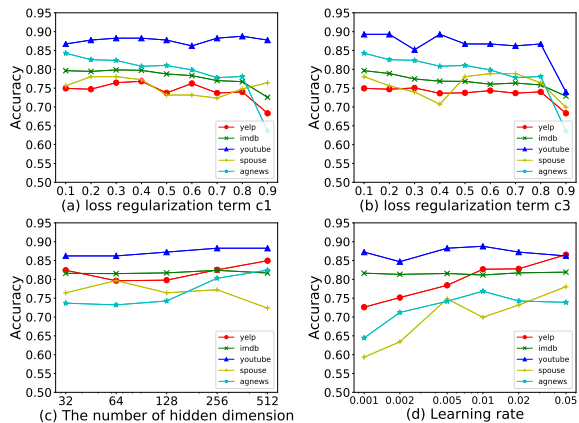 0.95
0.90
0.85
0.80
0.75
0.70
0.65
0.60
0.55
0.50
Accuracy
yelp
imdb
youtube
spouse
agnews
0.1 0.2 0.3 0.4 0.5 0.6 0.7 0.8 0.9
(a) loss regularization term c1
0.95
0.90
0.85
0.80
0.75
0.70
0.65
0.60
0.55
0.50
Accuracy
yelp
imdb
youtube
spouse
agnews
0.1 0.2 0.3 0.4 0.5 0.6 0.7 0.8 0.9
(b) loss regularization term c3
0.95
0.90
0.85
0.80
0.75
0.70
0.65
0.60
0.55
0.50
Accuracy
yelp
imdb
youtube
spouse
agnews
32 64 128 256 512
(c) The number of hidden dimension
0.95
0.90
0.85
0.80
0.75
0.70
0.65
0.60
0.55
0.50
Accuracy
yelp
imdb
youtube
spouse
agnews
0.001 0.002 0.005 0.01 0.02 0.05
(d) Learning rate